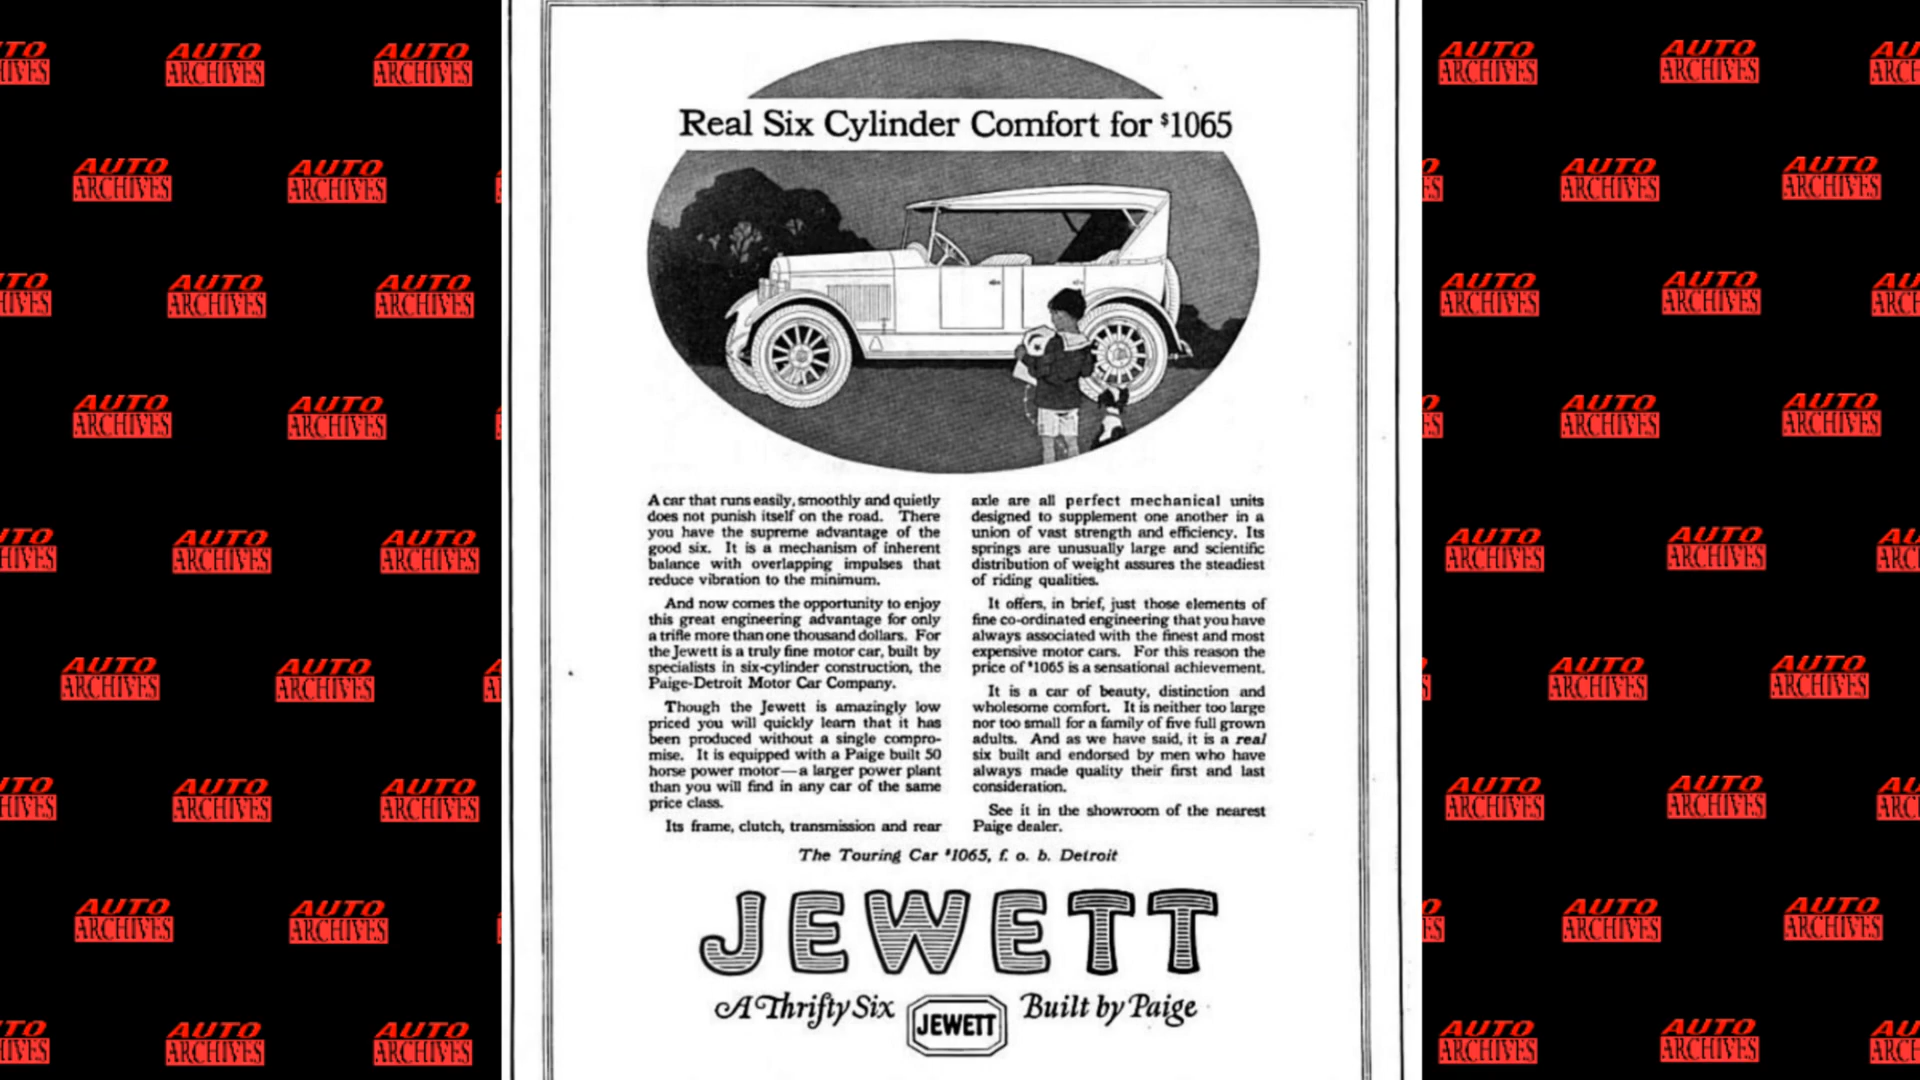 Real Six Cylinder Comfort for $1065
A car that runs easily, smoothly and quietly
does not punish itself on the road. There
you have the supreme advantage of the
good six. It is a mechanism of inherent
balance with overlapping impulses that
reduce vibration to the minimum.
And now comes the opportunity to enjoy
this great engineering advantage for only
a trifle more than one thousand dollars. For
the Jewett is a truly fine motor car, built by
specialists in six-cylinder construction, the
Paige-Detroit Motor Car Company.
Though the Jewett is amazingly low
priced you will quickly learn that it has
been produced without a single compro-
mise. It is equipped with a Paige built 50
horse power motor—a larger power plant
than you will find in any car of the same
price class.
Its frame, clutch, transmission and rear
axle are all perfect mechanical units
designed to supplement one another in a
union of vast strength and efficiency. Its
springs are unusually large and scientific
distribution of weight assures the steadiest
of riding qualities.
It offers, in brief, just those elements of
fine co-ordinated engineering that you have
always associated with the finest and most
expensive motor cars. For this reason the
price of $1065 is a sensational achievement.
It is a car of beauty, distinction and
wholesome comfort. It is neither too large
nor too small for a family of five full grown
adults. And as we have said, it is a real
six built and endorsed by men who have
always made quality their first and last
consideration.
See it in the showroom of the nearest
Paige dealer.
The Touring Car $1065, f. o. b. Detroit
JEWETT
A Thrifty Six JEWETT Built by Paige
AUTO
ARCHIVES